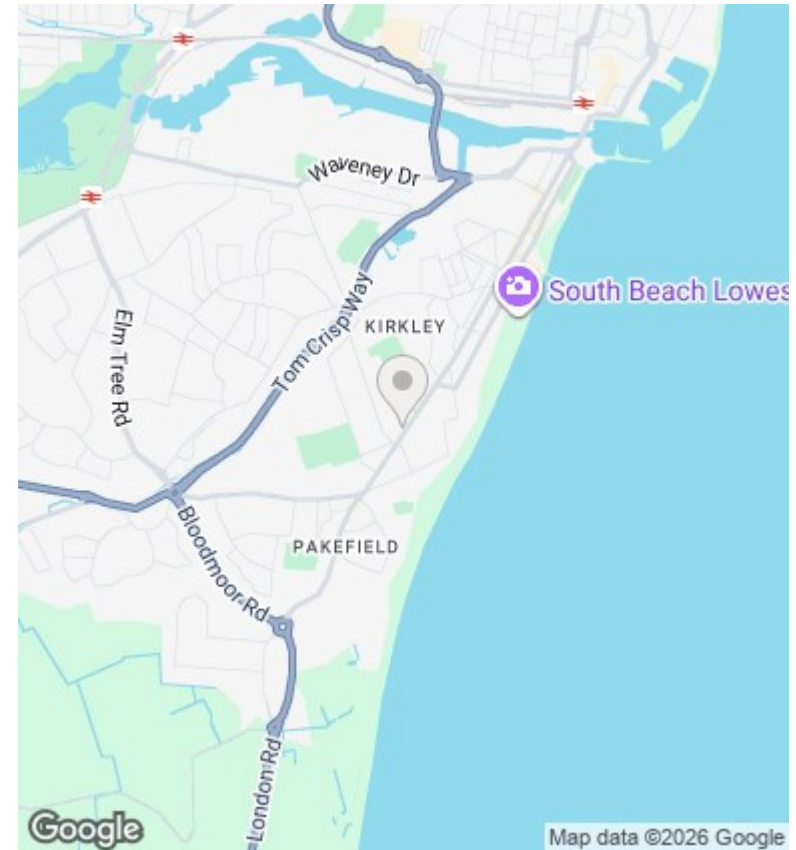 Waveney Dr
South Beach Lowes
KIRKLEY
Tom Crisp Way
Elm Tree Rd
PAKEFIELD
Bloodmoor Rd
London Rd
Google
Map data ©2026 Google